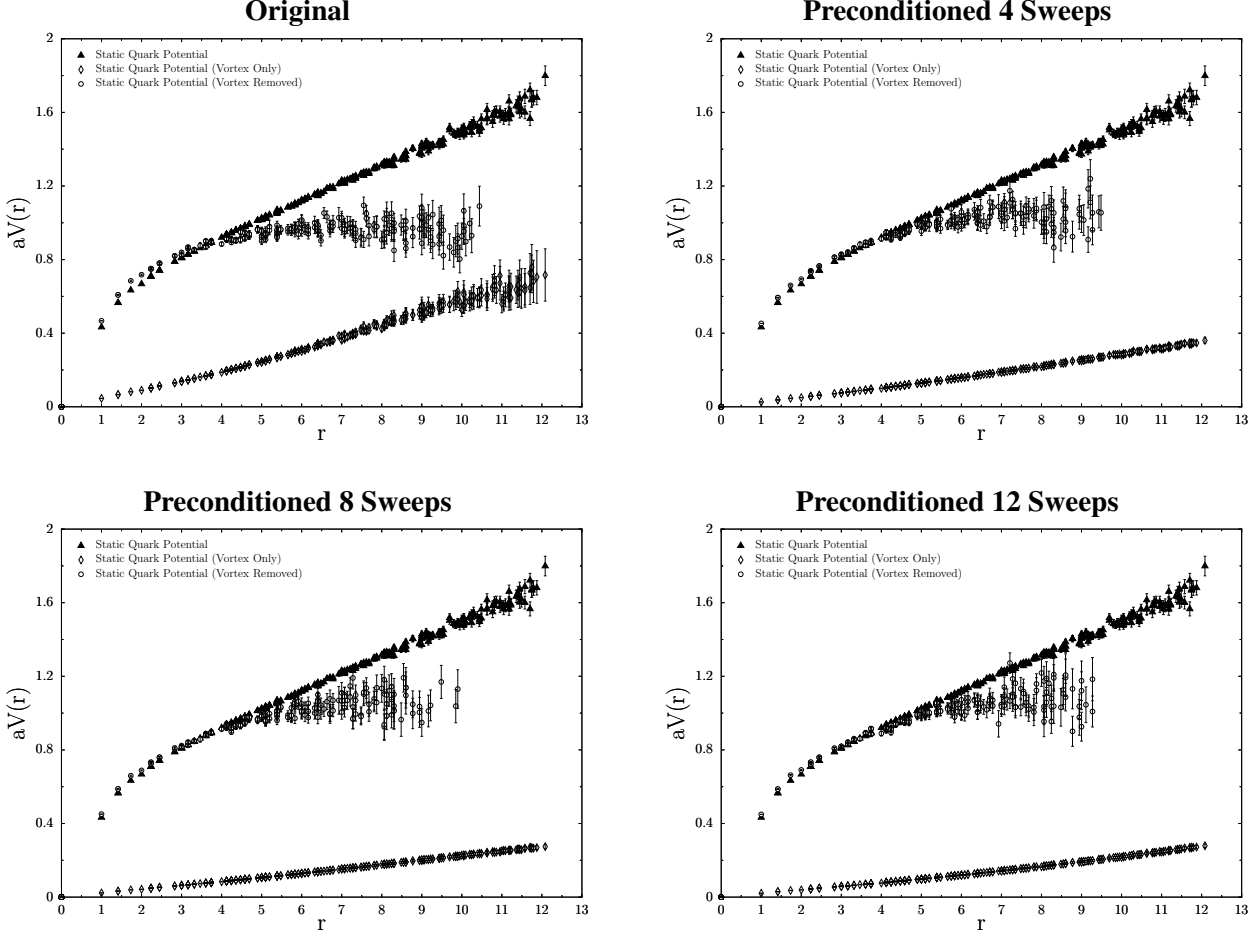 Original
Preconditioned 4 Sweeps
2
1.6
1.2
0.8
0.4
0
aV(r)
Static Quark Potential
Static Quark Potential (Vortex Only)
Static Quark Potential (Vortex Removed)
0 1 2 3 4 5 6 7 8 9 10 11 12 13
r
2
1.6
1.2
0.8
0.4
0
aV(r)
Static Quark Potential
Static Quark Potential (Vortex Only)
Static Quark Potential (Vortex Removed)
0 1 2 3 4 5 6 7 8 9 10 11 12 13
r
Preconditioned 8 Sweeps
Preconditioned 12 Sweeps
2
1.6
1.2
0.8
0.4
0
aV(r)
Static Quark Potential
Static Quark Potential (Vortex Only)
Static Quark Potential (Vortex Removed)
0 1 2 3 4 5 6 7 8 9 10 11 12 13
r
2
1.6
1.2
0.8
0.4
0
aV(r)
Static Quark Potential
Static Quark Potential (Vortex Only)
Static Quark Potential (Vortex Removed)
0 1 2 3 4 5 6 7 8 9 10 11 12 13
r